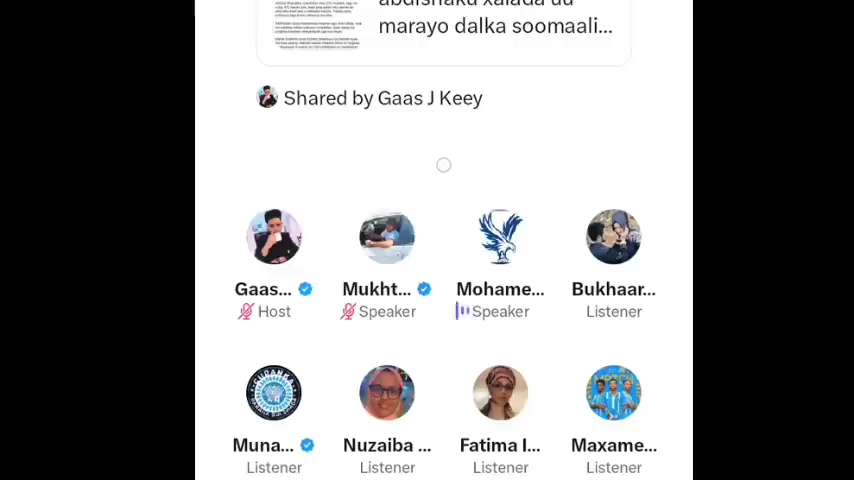 abdishaku xalada uu
marayo dalka soomaali...
Shared by Gaas J Keey
Gaas... Mukht... Mohame... Bukhaar...
Host Speaker Speaker Listener
Muna... Nuzaiba ... Fatima I... Maxame...
Listener Listener Listener Listener